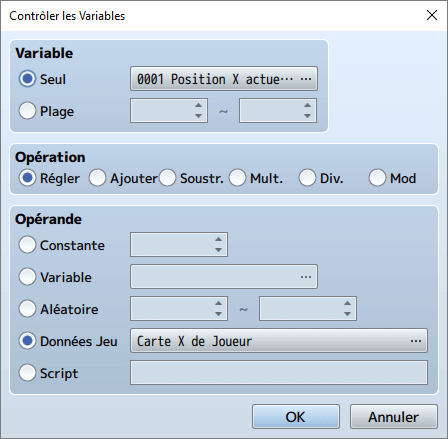 Contrôler les Variables
Variable
Seul 0001 Position X actue… …
Plage ~
Opération
Régler Ajouter Soustr. Mult. Div. Mod
Opérande
Constante
Variable …
Aléatoire ~
Données Jeu Carte X de Joueur …
Script
OK Annuler